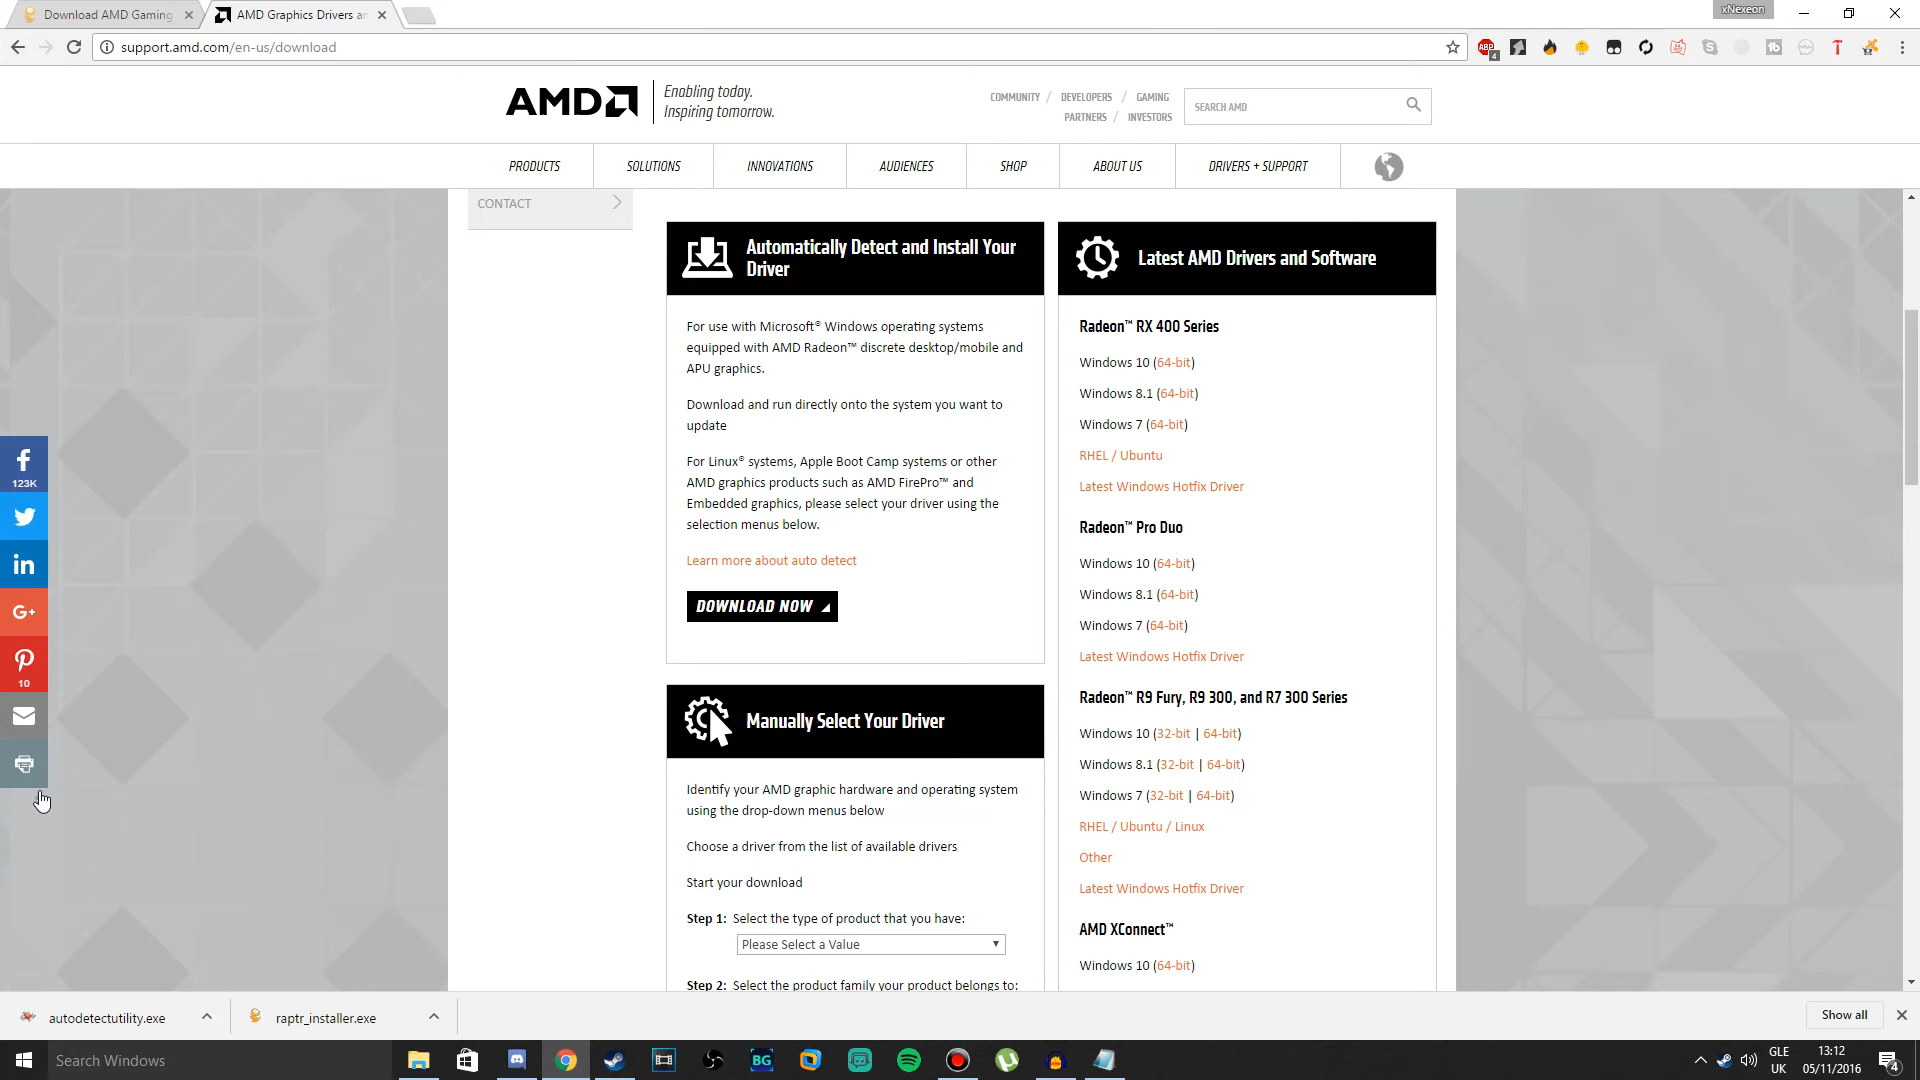 Download AMD Gaming
AMD Graphics Drivers an
xNexeon
support.amd.com/en-us/download
ABP
4
AMD
Enabling today.
Inspiring tomorrow.
COMMUNITY / DEVELOPERS / GAMING
PARTNERS / INVESTORS
SEARCH AMD
PRODUCTS
SOLUTIONS
INNOVATIONS
AUDIENCES
SHOP
ABOUT US
DRIVERS + SUPPORT
CONTACT
Automatically Detect and Install Your
Driver
For use with Microsoft® Windows operating systems
equipped with AMD Radeon™ discrete desktop/mobile and
APU graphics.
Download and run directly onto the system you want to
update
For Linux® systems, Apple Boot Camp systems or other
AMD graphics products such as AMD FirePro™ and
Embedded graphics, please select your driver using the
selection menus below.
Learn more about auto detect
DOWNLOAD NOW
Manually Select Your Driver
Identify your AMD graphic hardware and operating system
using the drop-down menus below
Choose a driver from the list of available drivers
Start your download
Step 1: Select the type of product that you have:
Please Select a Value
Step 2: Select the product family your product belongs to:
Latest AMD Drivers and Software
Radeon™ RX 400 Series
Windows 10 (64-bit)
Windows 8.1 (64-bit)
Windows 7 (64-bit)
RHEL / Ubuntu
Latest Windows Hotfix Driver
Radeon™ Pro Duo
Windows 10 (64-bit)
Windows 8.1 (64-bit)
Windows 7 (64-bit)
Latest Windows Hotfix Driver
Radeon™ R9 Fury, R9 300, and R7 300 Series
Windows 10 (32-bit | 64-bit)
Windows 8.1 (32-bit | 64-bit)
Windows 7 (32-bit | 64-bit)
RHEL / Ubuntu / Linux
Other
Latest Windows Hotfix Driver
AMD XConnect™
Windows 10 (64-bit)
f
123K
in
G+
10
autodetectutility.exe
raptr_installer.exe
Show all
Search Windows
BG
GLE
UK
13:12
05/11/2016
4